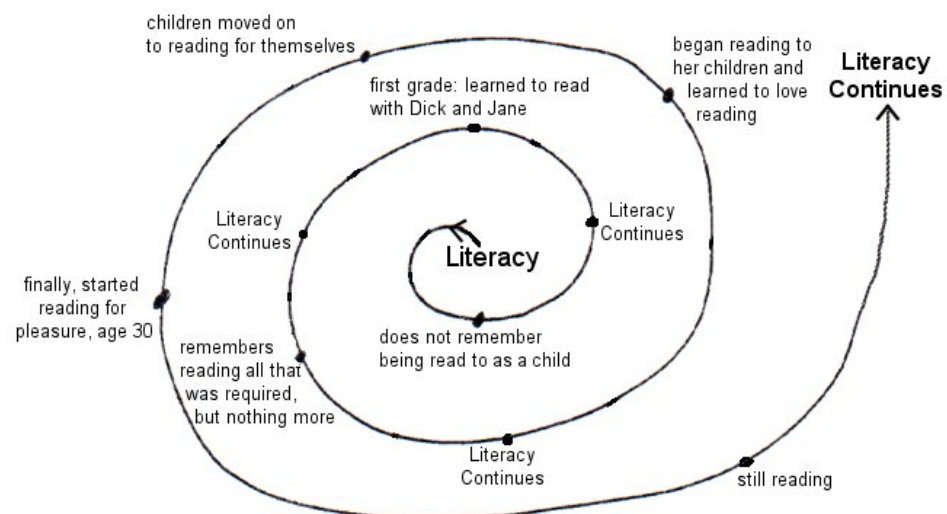 children moved on
to reading for themselves
began reading to
her children and
learned to love
reading
Literacy
Continues
first grade: learned to read
with Dick and Jane
Literacy
Continues
Literacy
Continues
Literacy
finally, started
reading for
pleasure, age 30
does not remember
being read to as a child
remembers
reading all that
was required,
but nothing more
Literacy
Continues
still reading